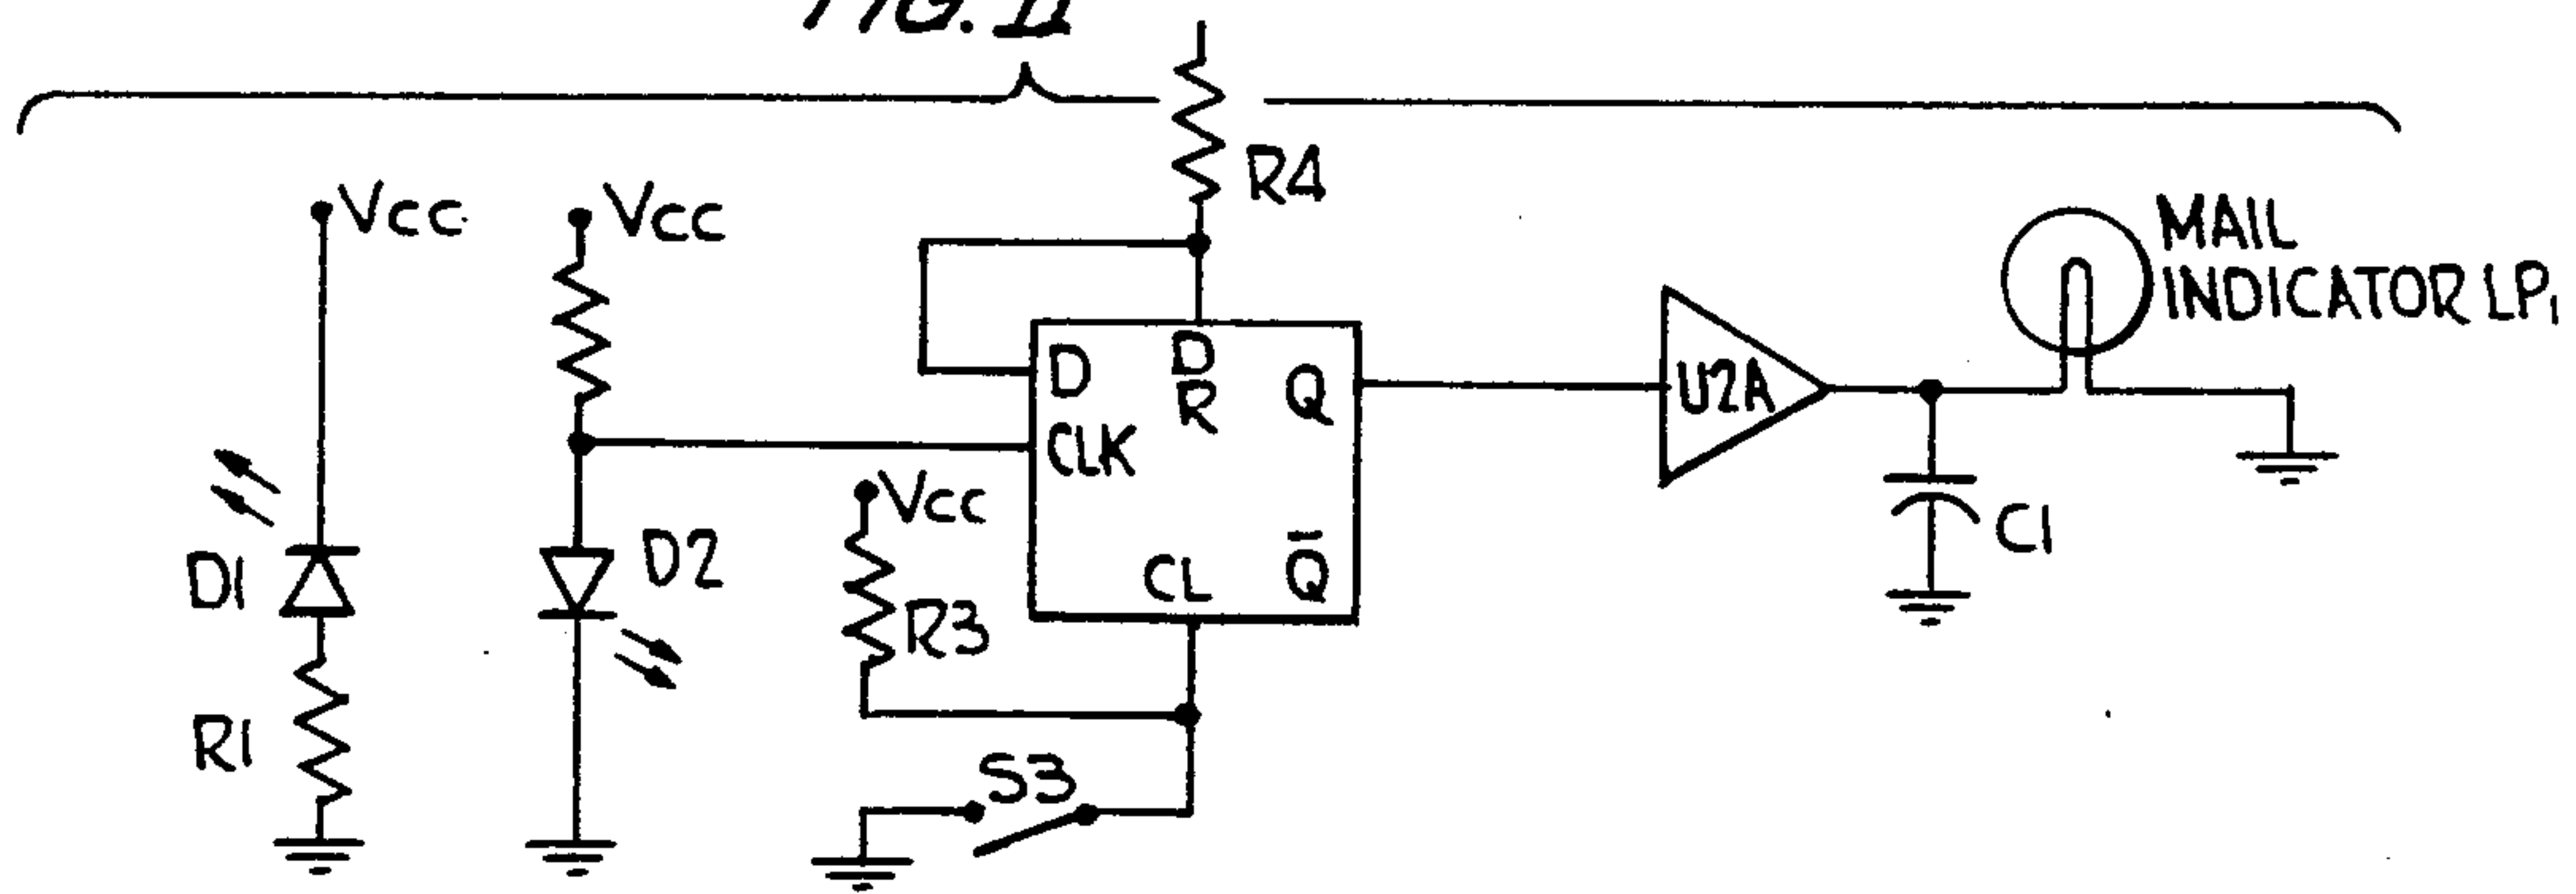 R4
Vcc
Vcc
MAIL
INDICATOR LP1
D
D
R
Q
U2A
CLK
Vcc
D1
D2
R3
CL
Q̅
C1
R1
S3